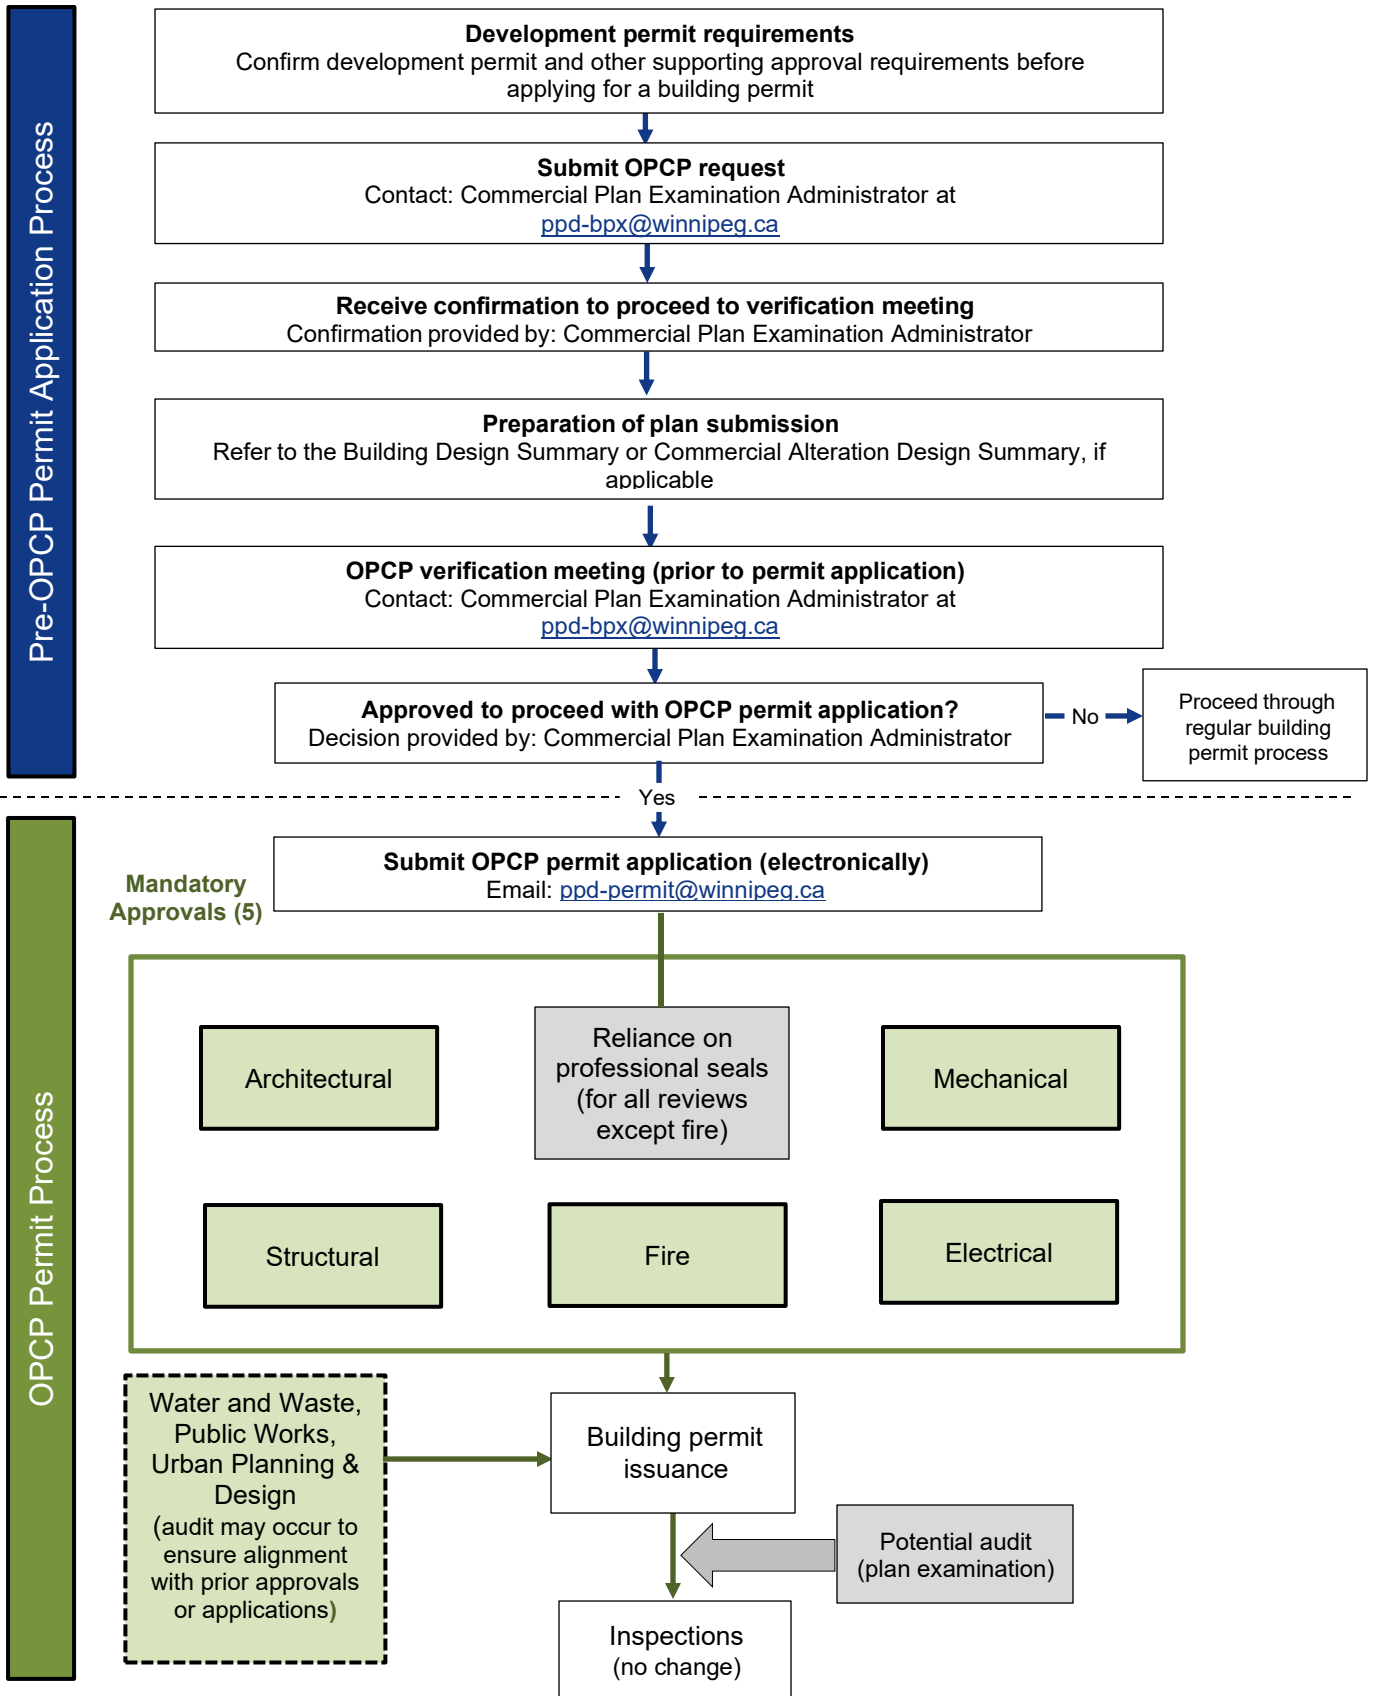 Pre-OPCP Permit Application Process
Development permit requirements
Confirm development permit and other supporting approval requirements before
applying for a building permit
Submit OPCP request
Contact: Commercial Plan Examination Administrator at
ppd-bpx@winnipeg.ca
Receive confirmation to proceed to verification meeting
Confirmation provided by: Commercial Plan Examination Administrator
Preparation of plan submission
Refer to the Building Design Summary or Commercial Alteration Design Summary, if
applicable
OPCP verification meeting (prior to permit application)
Contact: Commercial Plan Examination Administrator at
ppd-bpx@winnipeg.ca
Approved to proceed with OPCP permit application?
Decision provided by: Commercial Plan Examination Administrator
No
Proceed through
regular building
permit process
Yes
OPCP Permit Process
Submit OPCP permit application (electronically)
Email: ppd-permit@winnipeg.ca
Mandatory
Approvals (5)
Architectural
Reliance on
professional seals
(for all reviews
except fire)
Mechanical
Structural
Fire
Electrical
Water and Waste,
Public Works,
Urban Planning &
Design
(audit may occur to
ensure alignment
with prior approvals
or applications)
Building permit
issuance
Potential audit
(plan examination)
Inspections
(no change)